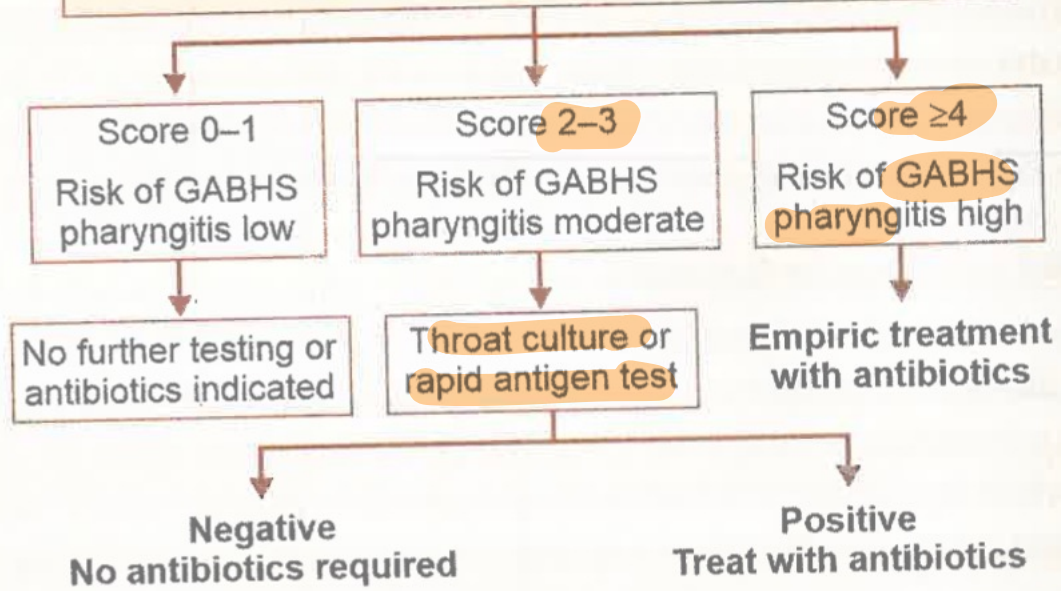 Score 0–1
Risk of GABHS
pharyngitis low
Score 2–3
Risk of GABHS
pharyngitis moderate
Score ≥4
Risk of GABHS
pharyngitis high
No further testing or
antibiotics indicated
Throat culture or
rapid antigen test
Empiric treatment
with antibiotics
Negative
No antibiotics required
Positive
Treat with antibiotics